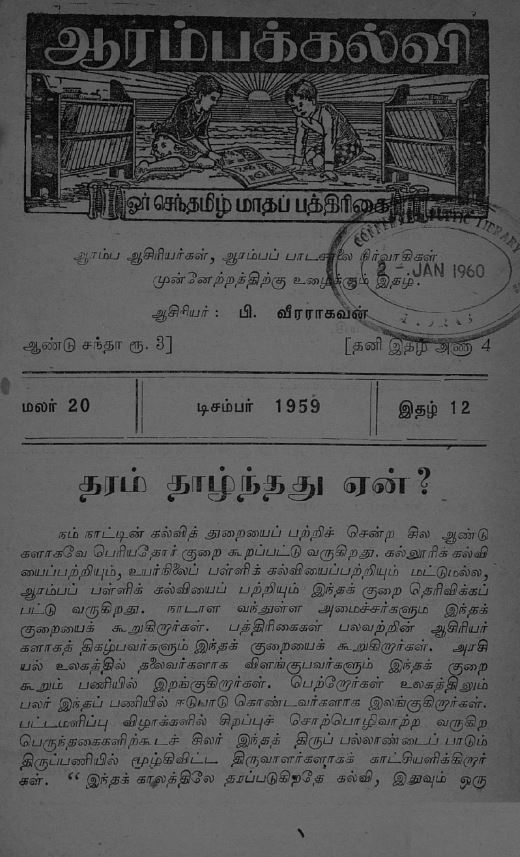 ஆரம்பக்கல்வி
ஓர் செந்தமிழ் மாதப் பத்திரிகை
ஆரம்ப ஆசிரியர்கள், ஆரம்பப் பாடசாலை நிர்வாகிகள்
முன்னேற்றத்திற்கு உழைக்கும் இதழ்.
PUBLIC LIBRARY
2 - JAN 1960
ஆசிரியர் : பி. வீரராகவன்
ஆண்டு சந்தா ரூ. 3] [தனி இதழ் அணா 4
மலர் 20 டிசம்பர் 1959 இதழ் 12
தரம் தாழ்ந்தது ஏன் ?
நம் நாட்டின் கல்வித் துறையைப் பற்றிச் சென்ற சில ஆண்டு
களாகவே பெரியதோர் குறை கூறப்பட்டு வருகிறது. கல்லூரிக் கல்வி
யைப்பற்றியும், உயர்நிலைப் பள்ளிக் கல்வியைப்பற்றியும் மட்டுமல்ல,
ஆரம்பப் பள்ளிக் கல்வியைப் பற்றியும் இந்தக் குறை தெரிவிக்கப்
பட்டு வருகிறது. நாடாள வந்துள்ள அமைச்சர்களும் இந்தக்
குறையைக் கூறுகிறார்கள். பத்திரிகைகள் பலவற்றின் ஆசிரியர்
களாகத் திகழ்பவர்களும் இந்தக் குறையைக் கூறுகிறார்கள். அரசி
யல் உலகத்தில் தலைவர்களாக விளங்குபவர்களும் இந்தக் குறை
கூறும் பணியில் இறங்குகிறார்கள். பெற்றோர்கள் உலகத்திலும்
பலர் இந்தப் பணியில் ஈடுபாடு கொண்டவர்களாக இலங்குகிறார்கள்.
பட்டமளிப்பு விழாக்களில் சிறப்புச் சொற்பொழிவாற்ற வருகிற
பெருந்தகைகளிற்கூடச் சிலர் இந்தத் திருப் பல்லாண்டைப் பாடும்
திருப்பணியில் மூழ்கிவிட்ட திருவாளர்களாகக் காட்சியளிக்கிறார்
கள். “ இந்தக் காலத்திலே தரப்படுகிறதே கல்வி, இதுவும் ஒரு